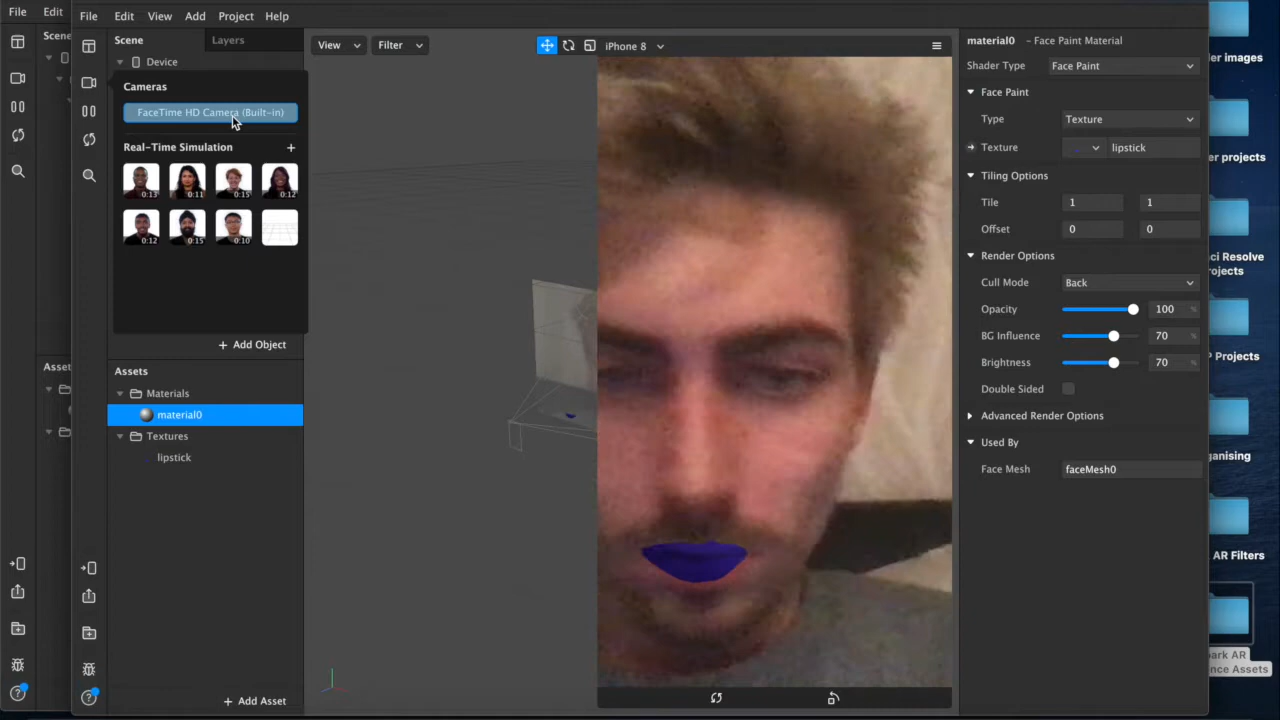 File Edit
File Edit View Add Project Help
Scene Layers
Device
Cameras
FaceTime HD Camera (Built-in)
Real-Time Simulation +
0:13 0:11 0:15 0:12
0:12 0:15 0:10
+ Add Object
Assets
Materials
material0
Textures
lipstick
+ Add Asset
View Filter
iPhone 8
material0 - Face Paint Material
Shader Type Face Paint
Face Paint
Type Texture
Texture lipstick
Tiling Options
Tile 1 1
Offset 0 0
Render Options
Cull Mode Back
Opacity 100 %
BG Influence 70 %
Brightness 70 %
Double Sided
Advanced Render Options
Used By
Face Mesh faceMesh0
Scene
Asset
er images
er projects
ci Resolve
rojects
P Projects
ganising
AR Filters
ark AR
nce Assets